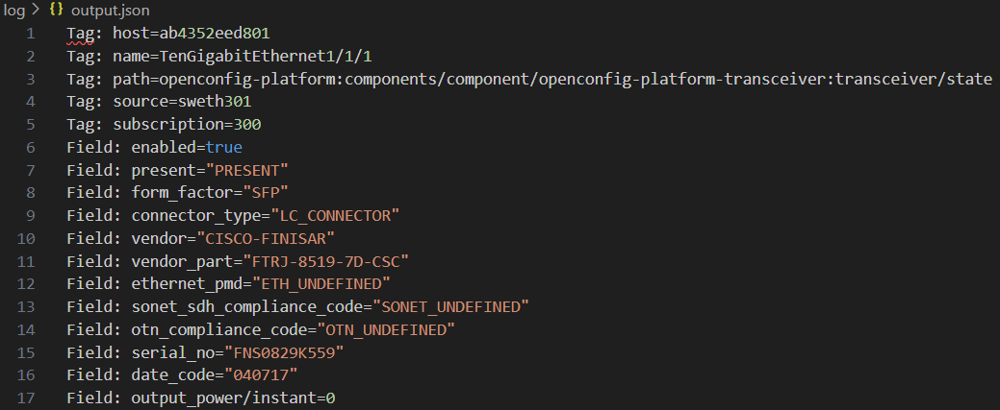 log > {} output.json
1 Tag: host=ab4352eed801
2 Tag: name=TenGigabitEthernet1/1/1
3 Tag: path=openconfig-platform:components/component/openconfig-platform-transceiver:transceiver/state
4 Tag: source=sweth301
5 Tag: subscription=300
6 Field: enabled=true
7 Field: present="PRESENT"
8 Field: form_factor="SFP"
9 Field: connector_type="LC_CONNECTOR"
10 Field: vendor="CISCO-FINISAR"
11 Field: vendor_part="FTRJ-8519-7D-CSC"
12 Field: ethernet_pmd="ETH_UNDEFINED"
13 Field: sonet_sdh_compliance_code="SONET_UNDEFINED"
14 Field: otn_compliance_code="OTN_UNDEFINED"
15 Field: serial_no="FNS0829K559"
16 Field: date_code="040717"
17 Field: output_power/instant=0